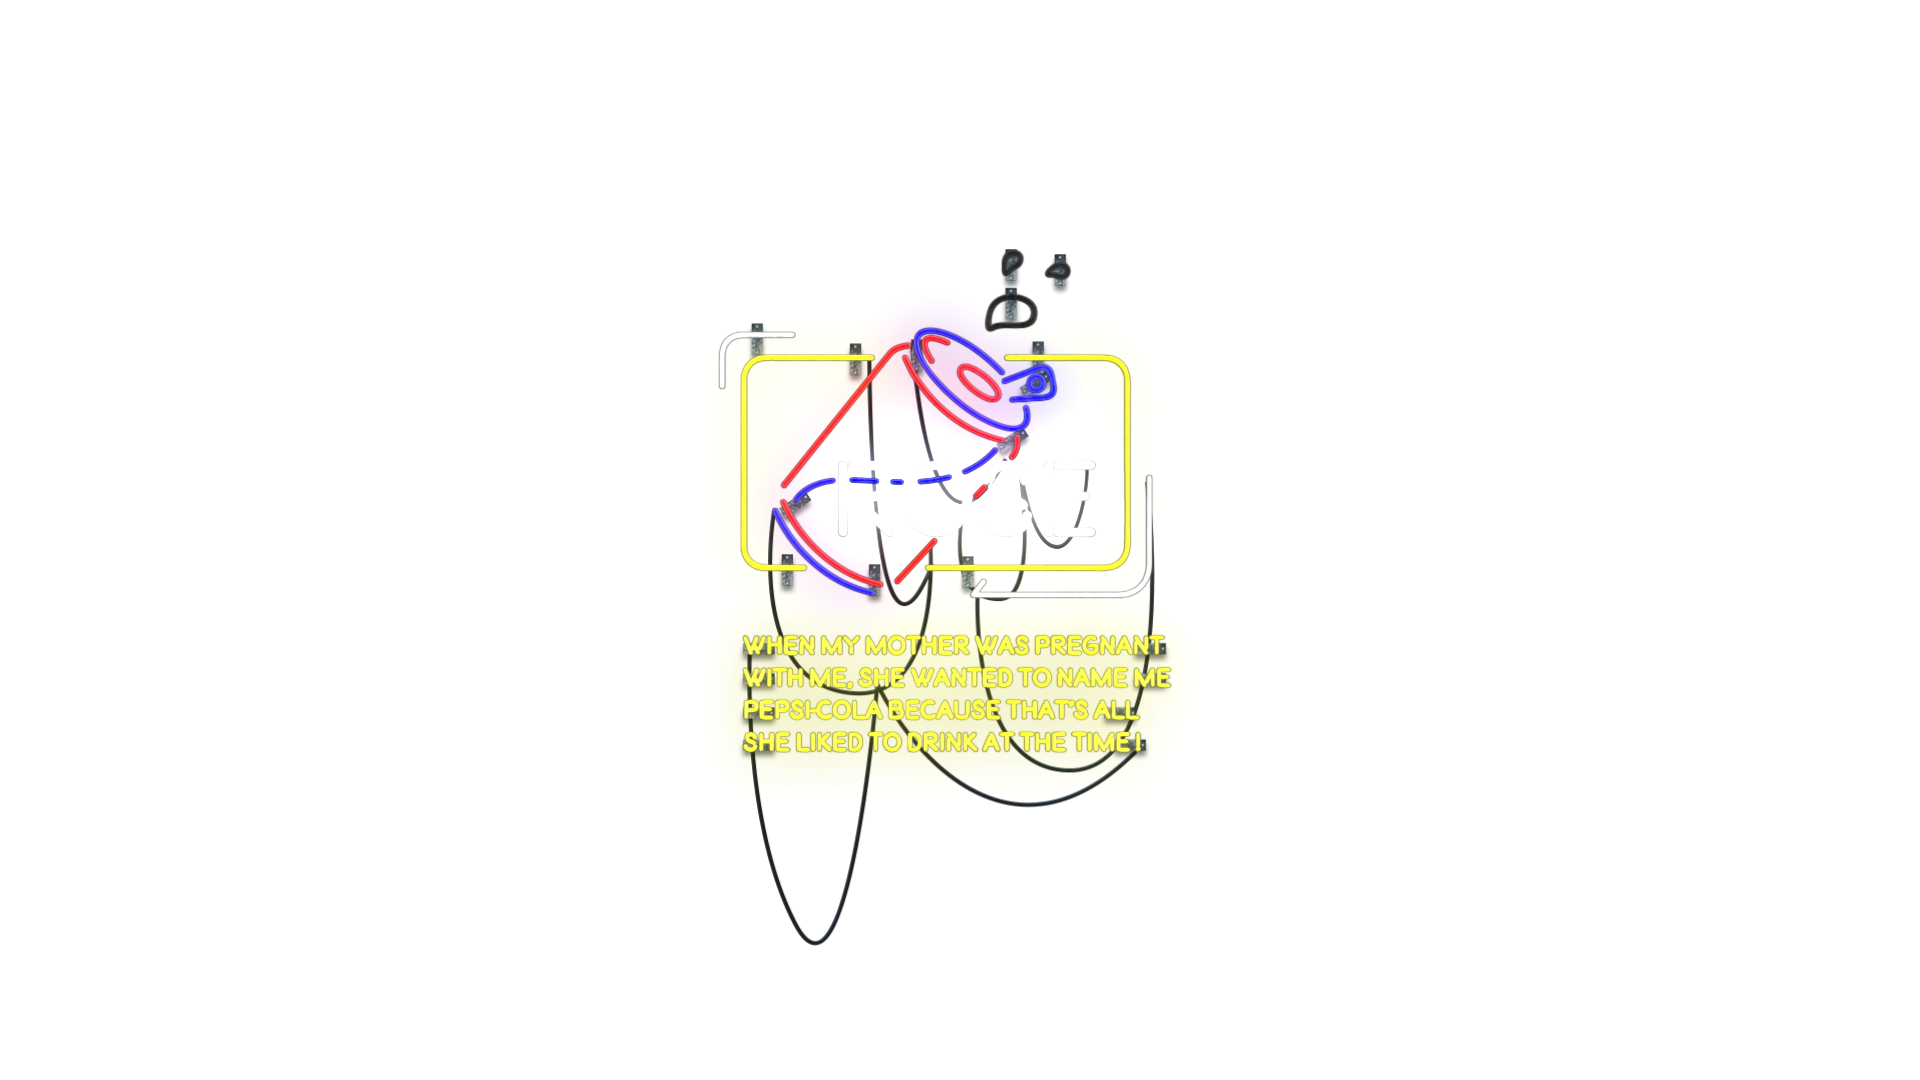 WHEN MY MOTHER WAS PREGNANT
WITH ME, SHE WANTED TO NAME ME
PEPSI-COLA BECAUSE THAT'S ALL
SHE LIKED TO DRINK AT THE TIME !